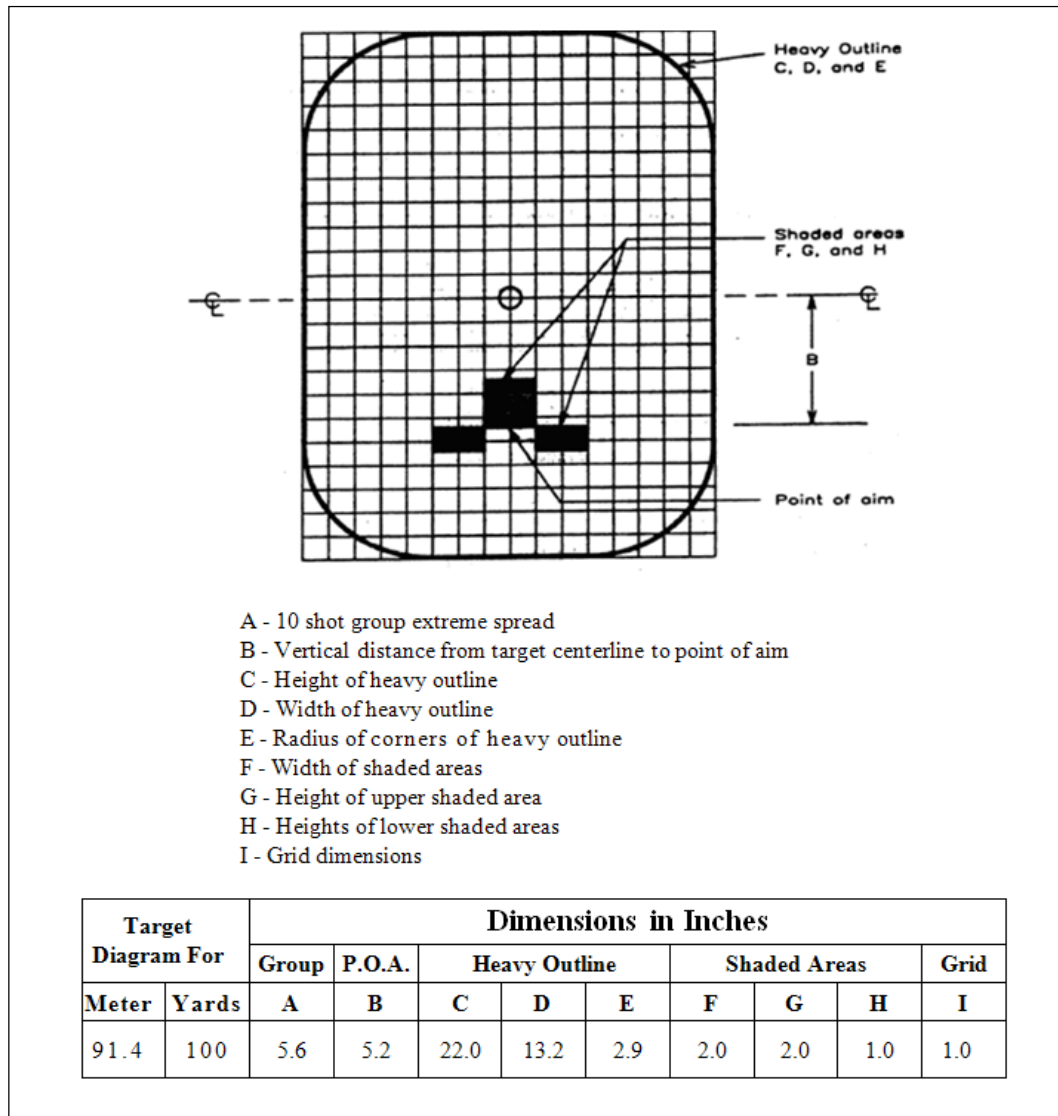 Heavy Outline
C, D, and E
Shaded areas
F, G, and H
℄
℄
B
Point of aim
A - 10 shot group extreme spread
B - Vertical distance from target centerline to point of aim
C - Height of heavy outline
D - Width of heavy outline
E - Radius of corners of heavy outline
F - Width of shaded areas
G - Height of upper shaded area
H - Heights of lower shaded areas
I - Grid dimensions
Target Diagram For Dimensions in Inches
Group P.O.A. Heavy Outline Shaded Areas Grid
Meter Yards A B C D E F G H I
91.4 100 5.6 5.2 22.0 13.2 2.9 2.0 2.0 1.0 1.0